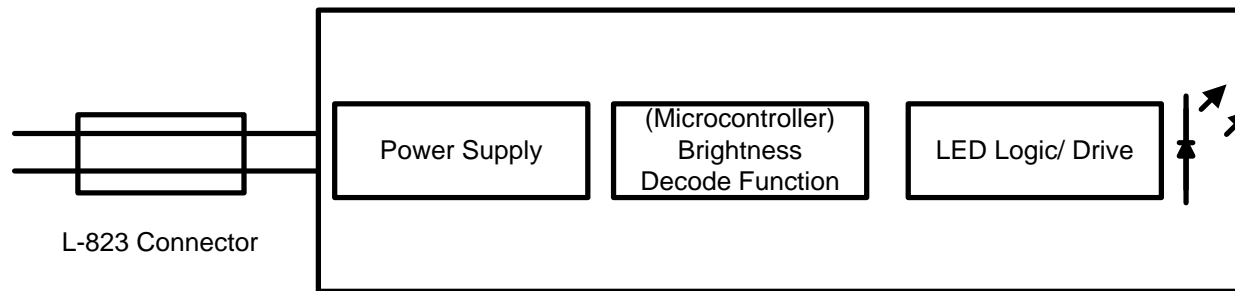 Power Supply
(Microcontroller)
Brightness
Decode Function
LED Logic/ Drive
L-823 Connector